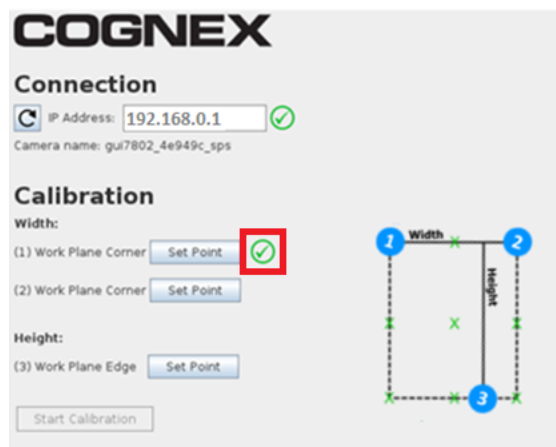 COGNEX
Connection
IP Address: 192.168.0.1
Camera name: gui7802_4e949c_sps
Calibration
Width:
(1) Work Plane Corner Set Point
(2) Work Plane Corner Set Point
Height:
(3) Work Plane Edge Set Point
Start Calibration
1 Width 2
Height
3